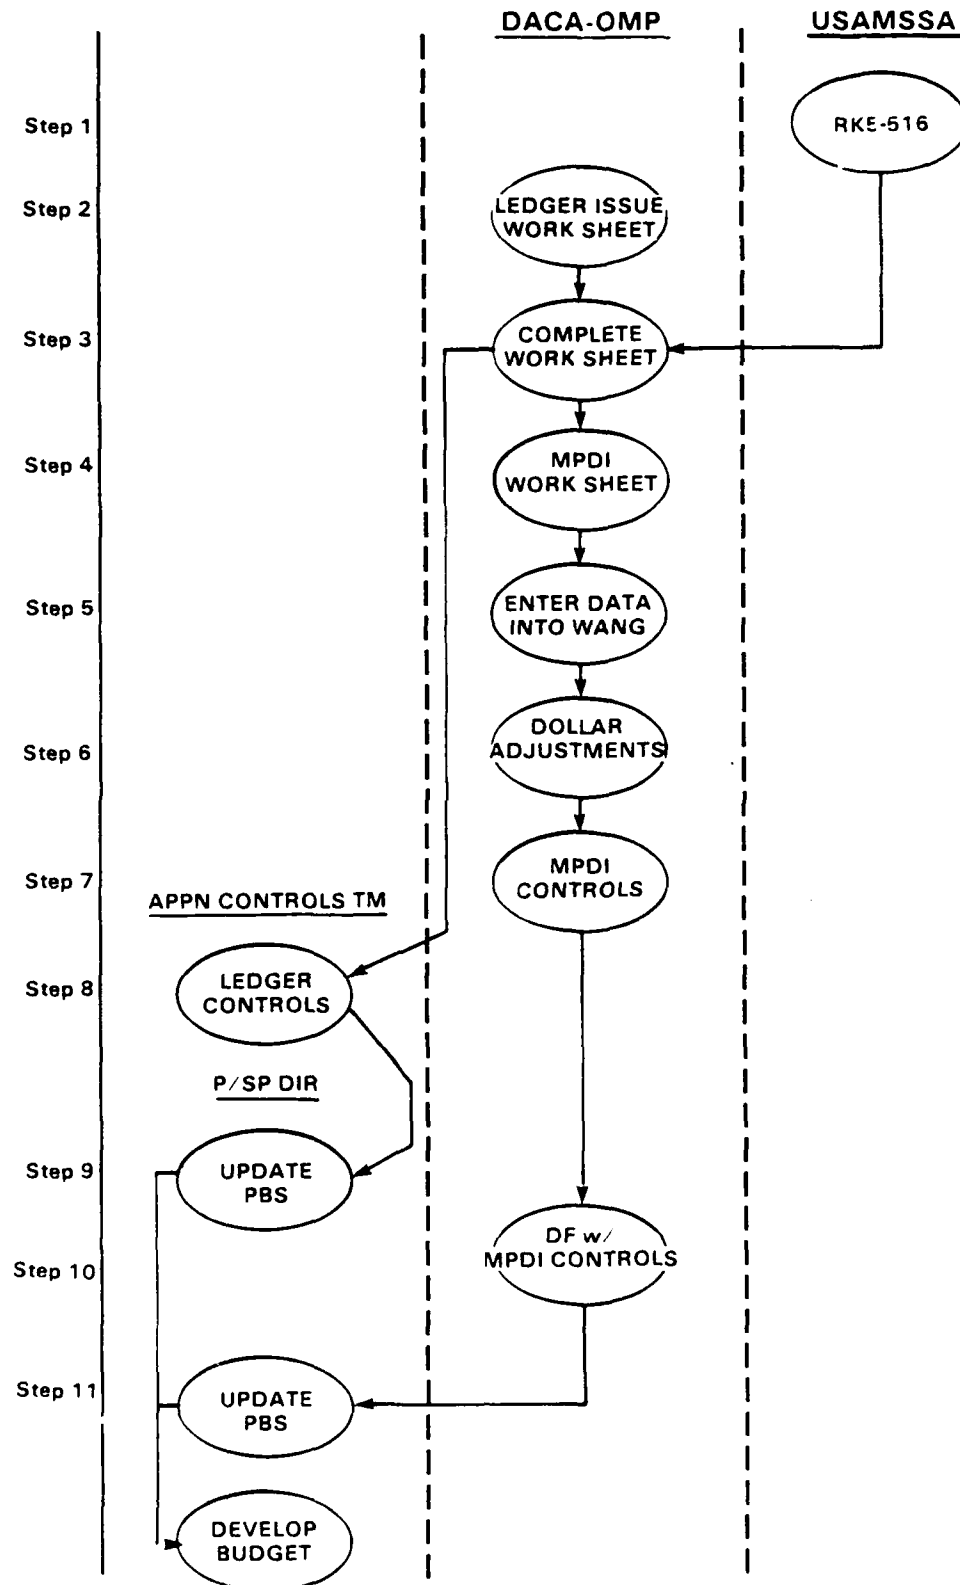 DACA-OMP
USAMSSA
Step 1
RKE-516
Step 2
LEDGER ISSUE
WORK SHEET
Step 3
COMPLETE
WORK SHEET
Step 4
MPDI
WORK SHEET
Step 5
ENTER DATA
INTO WANG
Step 6
DOLLAR
ADJUSTMENTS
Step 7
MPDI
CONTROLS
APPN CONTROLS TM
Step 8
LEDGER
CONTROLS
P/SP DIR
Step 9
UPDATE
PBS
Step 10
DF w/
MPDI CONTROLS
Step 11
UPDATE
PBS
DEVELOP
BUDGET